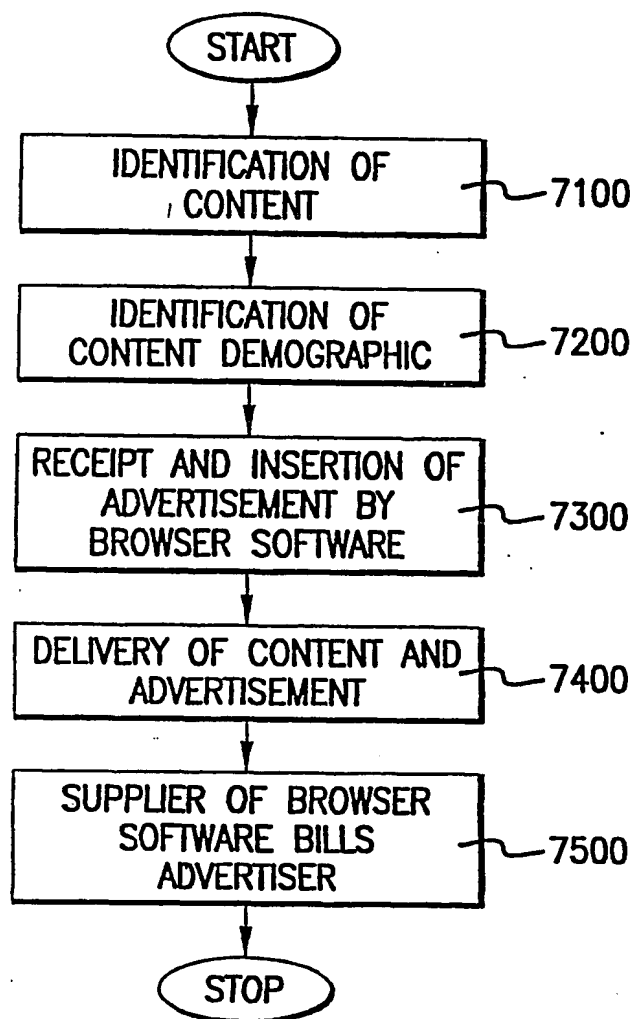 START
IDENTIFICATION OF
CONTENT
7100
IDENTIFICATION OF
CONTENT DEMOGRAPHIC
7200
RECEIPT AND INSERTION OF
ADVERTISEMENT BY
BROWSER SOFTWARE
7300
DELIVERY OF CONTENT AND
ADVERTISEMENT
7400
SUPPLIER OF BROWSER
SOFTWARE BILLS
ADVERTISER
7500
STOP